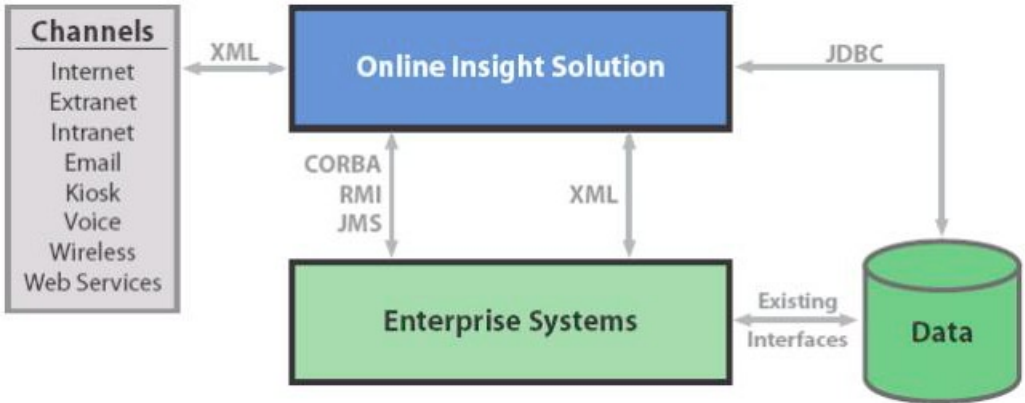 Channels
Internet
Extranet
Intranet
Email
Kiosk
Voice
Wireless
Web Services
XML
Online Insight Solution
JDBC
CORBA
RMI
JMS
XML
Enterprise Systems
Existing
Interfaces
Data